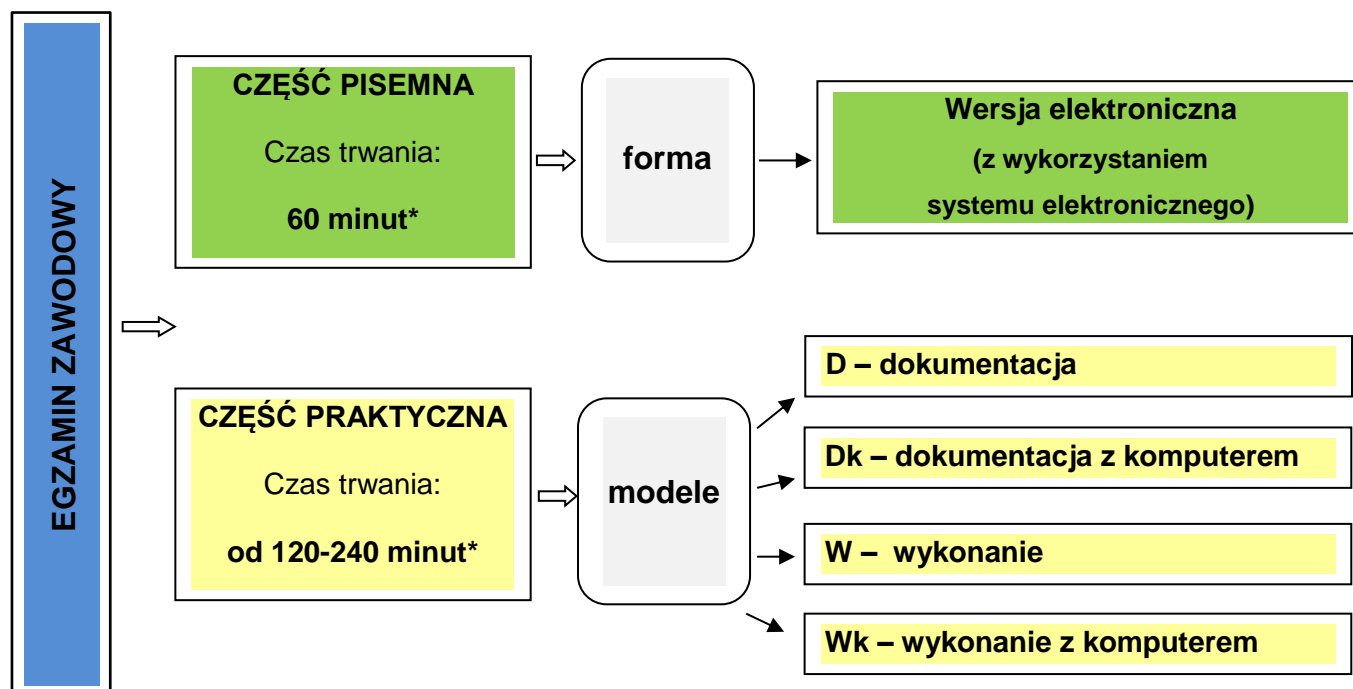 EGZAMIN ZAWODOWY
CZĘŚĆ PISEMNA
Czas trwania:
60 minut*
forma
Wersja elektroniczna
(z wykorzystaniem
systemu elektronicznego)
CZĘŚĆ PRAKTYCZNA
Czas trwania:
od 120-240 minut*
modele
D – dokumentacja
Dk – dokumentacja z komputerem
W – wykonanie
Wk – wykonanie z komputerem